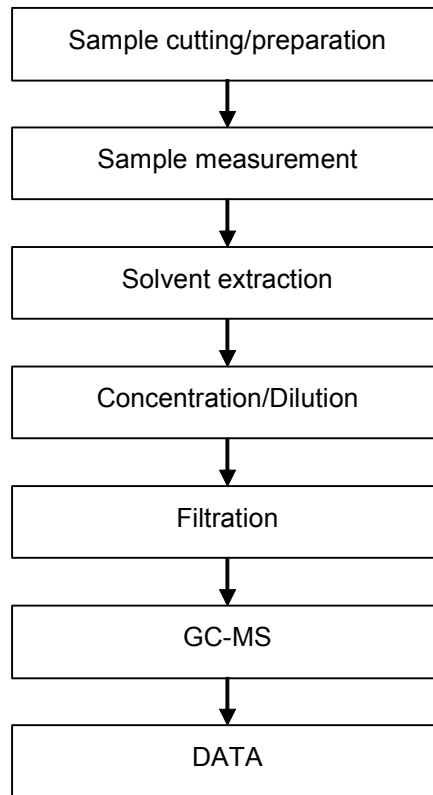 Sample cutting/preparation
Sample measurement
Solvent extraction
Concentration/Dilution
Filtration
GC-MS
DATA